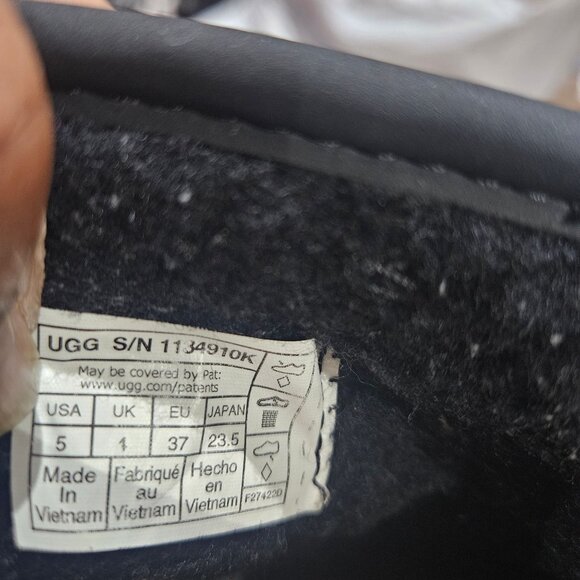 UGG S/N 1134910K
May be covered by Pat:
www.ugg.com/patents
USA UK EU JAPAN
5 4 37 23.5
Made In Vietnam
Fabriqué au Vietnam
Hecho en Vietnam
F27422D